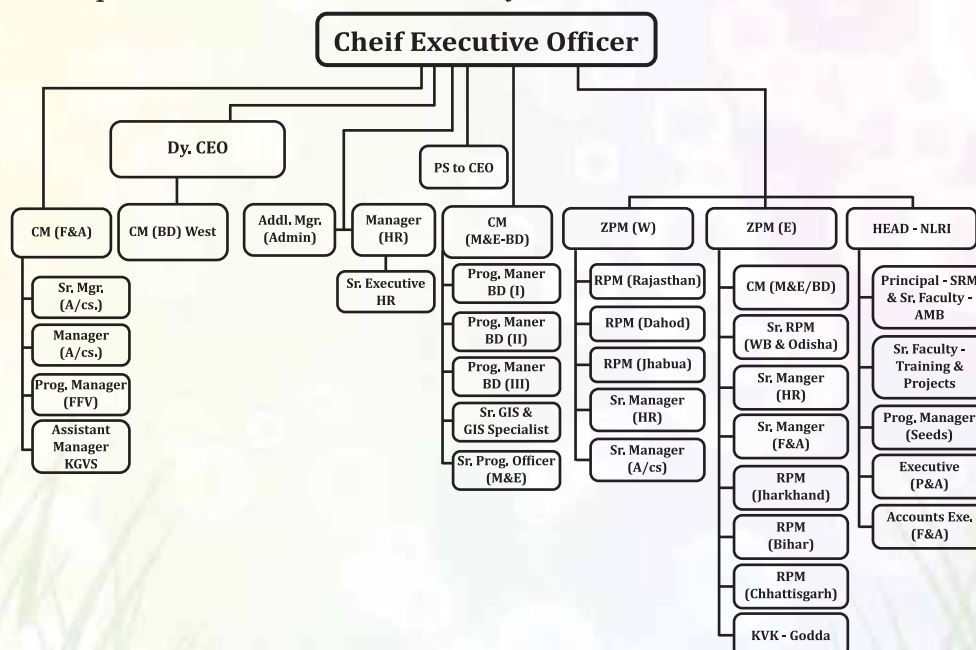 Cheif Executive Officer
Dy. CEO
PS to CEO
CM (F&A)
CM (BD) West
Addl. Mgr.
(Admin)
Manager
(HR)
Sr. Executive
HR
CM
(M&E-BD)
ZPM (W)
ZPM (E)
HEAD - NLRI
Sr. Mgr.
(A/cs.)
Manager
(A/cs.)
Prog. Manager
(FFV)
Assistant
Manager
KGVS
Prog. Maner
BD (I)
Prog. Maner
BD (II)
Prog. Maner
BD (III)
Sr. GIS &
GIS Specialist
Sr. Prog. Officer
(M&E)
RPM (Rajasthan)
RPM (Dahod)
RPM (Jhabua)
Sr. Manager
(HR)
Sr. Manager
(A/cs)
CM (M&E/BD)
Sr. RPM
(WB & Odisha)
Sr. Manger
(HR)
Sr. Manger
(F&A)
RPM
(Jharkhand)
RPM
(Bihar)
RPM
(Chhattisgarh)
KVK - Godda
Principal - SRM
& Sr. Faculty -
AMB
Sr. Faculty -
Training &
Projects
Prog. Manager
(Seeds)
Executive
(P&A)
Accounts Exe.
(F&A)